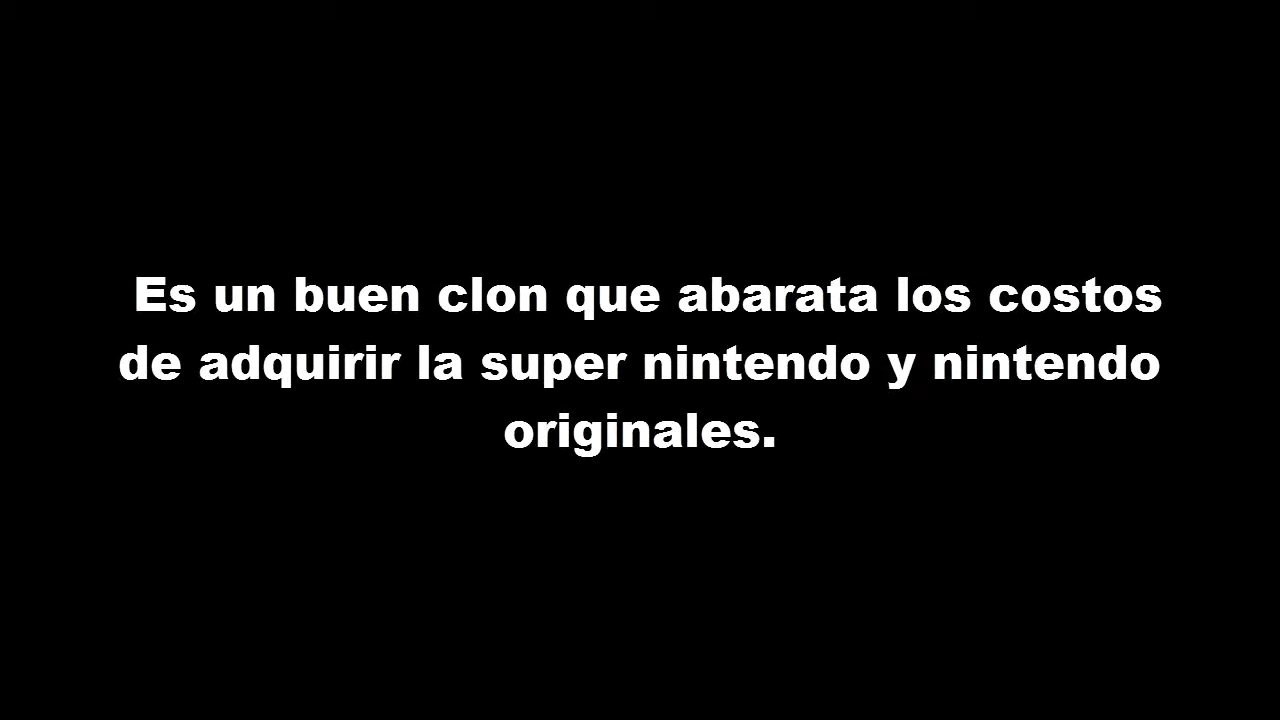 Es un buen clon que abarata los costos
de adquirir la super nintendo y nintendo
originales.